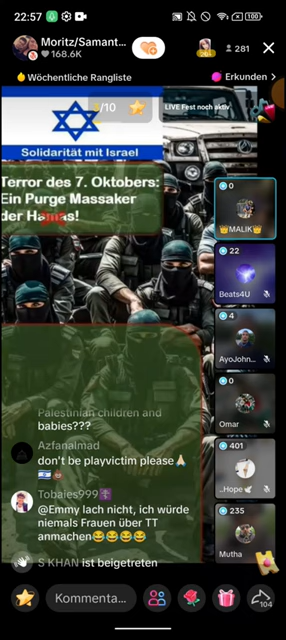 22:57
100
Moritz/Samant...
168.6K
281
Wöchentliche Rangliste
Erkunden >
/10
LIVE Fest noch aktiv
Solidarität mit Israel
Terror des 7. Oktobers:
Ein Purge Massaker
der Hamas!
0
👑MALIK👑
22
Beats4U
4
AyoJohn...
0
Omar
401
..Hope🕊
235
Mutha
Palestinian children and
babies???
Azfanalmad
don't be playvictim please🙏🏼
🇮🇱💩
Tobaies999
@Emmy lach nicht, ich würde
niemals Frauen über TT
anmachen😂😂😂😂
S KHAN ist beigetreten
Kommenta...
104